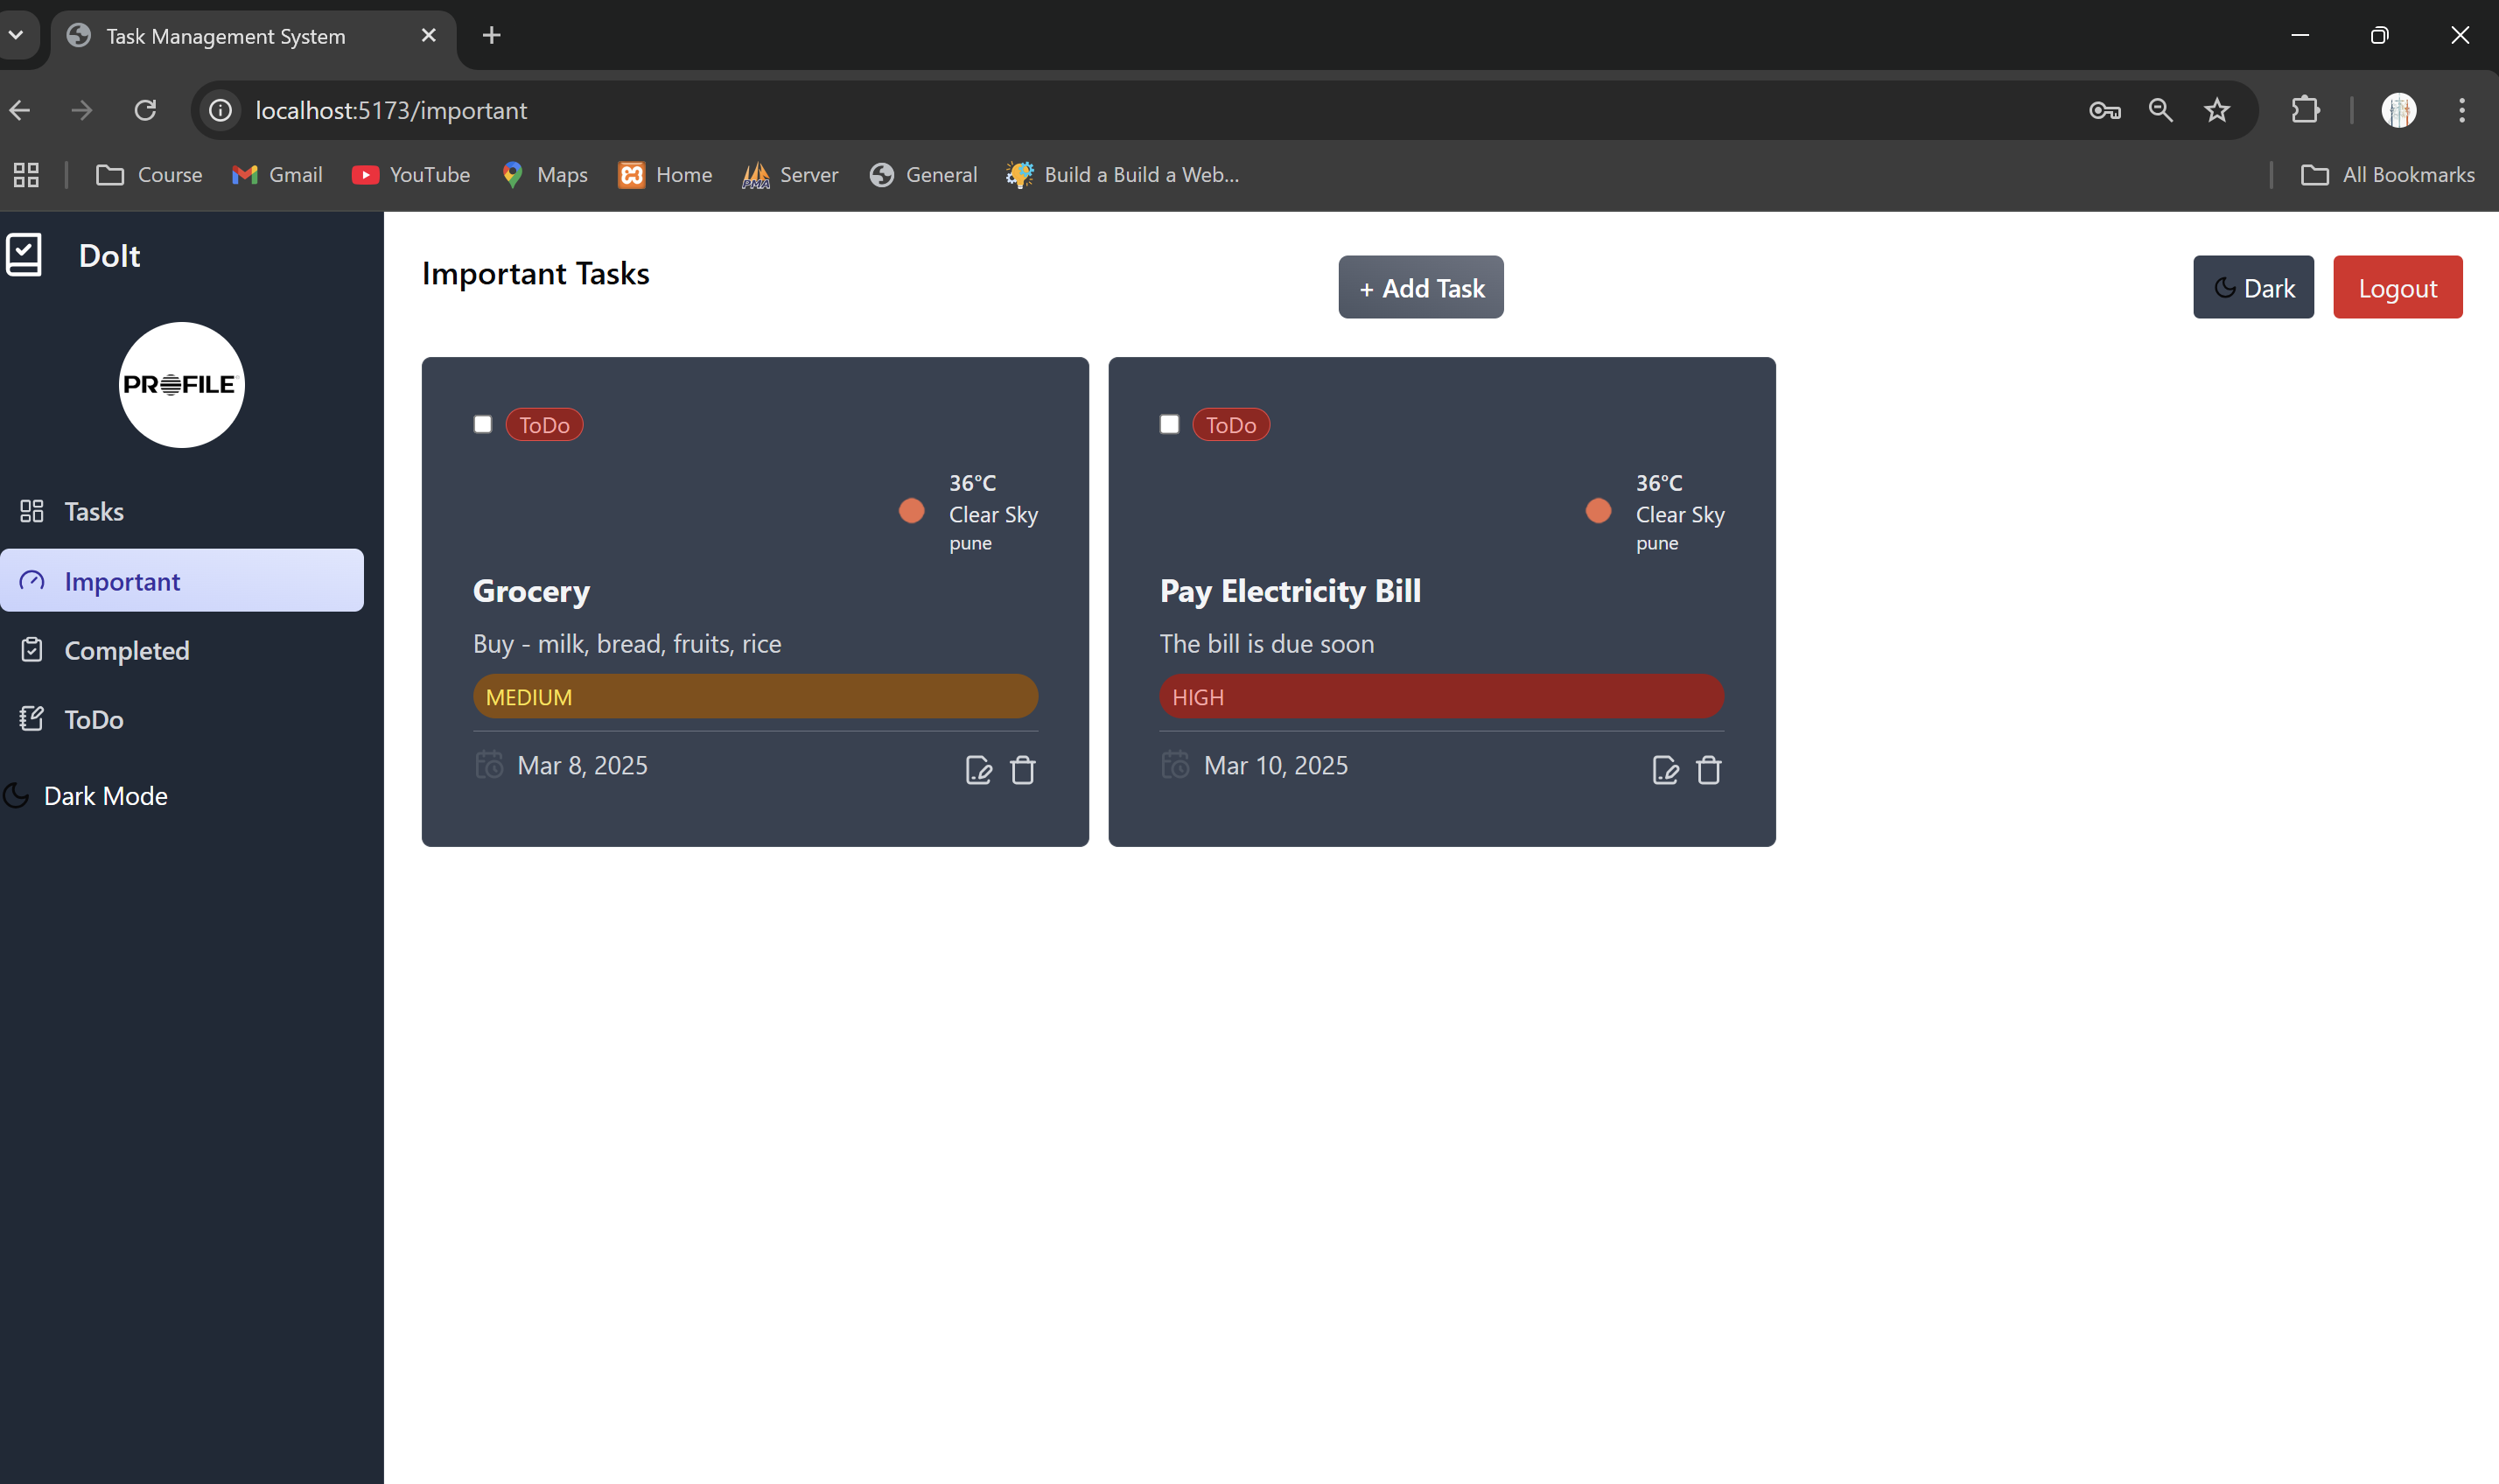 Task Management System
localhost:5173/important
Course Gmail YouTube Maps Home Server General Build a Build a Web... All Bookmarks
DoIt
PROFILE
Tasks
Important
Completed
ToDo
Dark Mode
Important Tasks
+ Add Task
Dark
Logout
ToDo
36°C
Clear Sky
pune
Grocery
Buy - milk, bread, fruits, rice
MEDIUM
Mar 8, 2025
ToDo
36°C
Clear Sky
pune
Pay Electricity Bill
The bill is due soon
HIGH
Mar 10, 2025